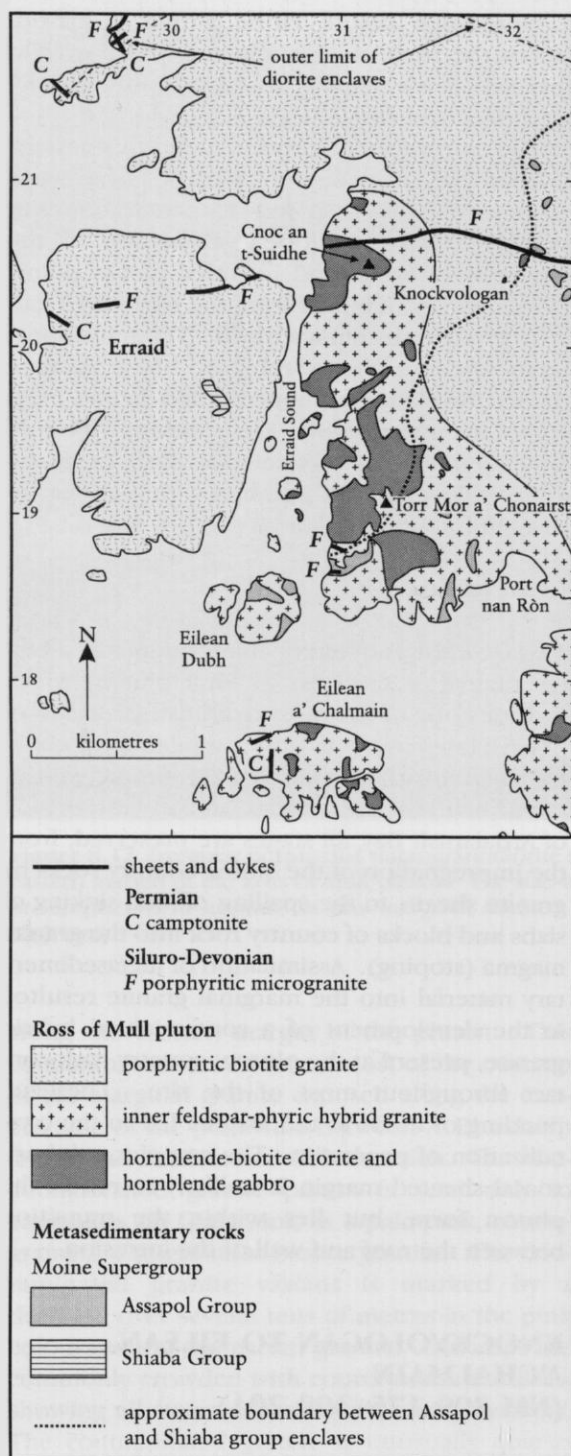 30 31 32
F F
C C
outer limit of
diorite enclaves
21
Cnoc an
t-Suidhe
F
F F
Knockvologan
C
20
Erraid
Erraid Sound
19
Torr Mor a' Chonairst
F
F
Port
nan Ròn
Eilean
Dubh
N
18
Eilean
a' Chalmain
0 kilometres 1
F
C
sheets and dykes
Permian
C camptonite
Siluro-Devonian
F porphyritic microgranite
Ross of Mull pluton
porphyritic biotite granite
inner feldspar-phyric hybrid granite
hornblende-biotite diorite and
hornblende gabbro
Metasedimentary rocks
Moine Supergroup
Assapol Group
Shiaba Group
approximate boundary between Assapol
and Shiaba group enclaves